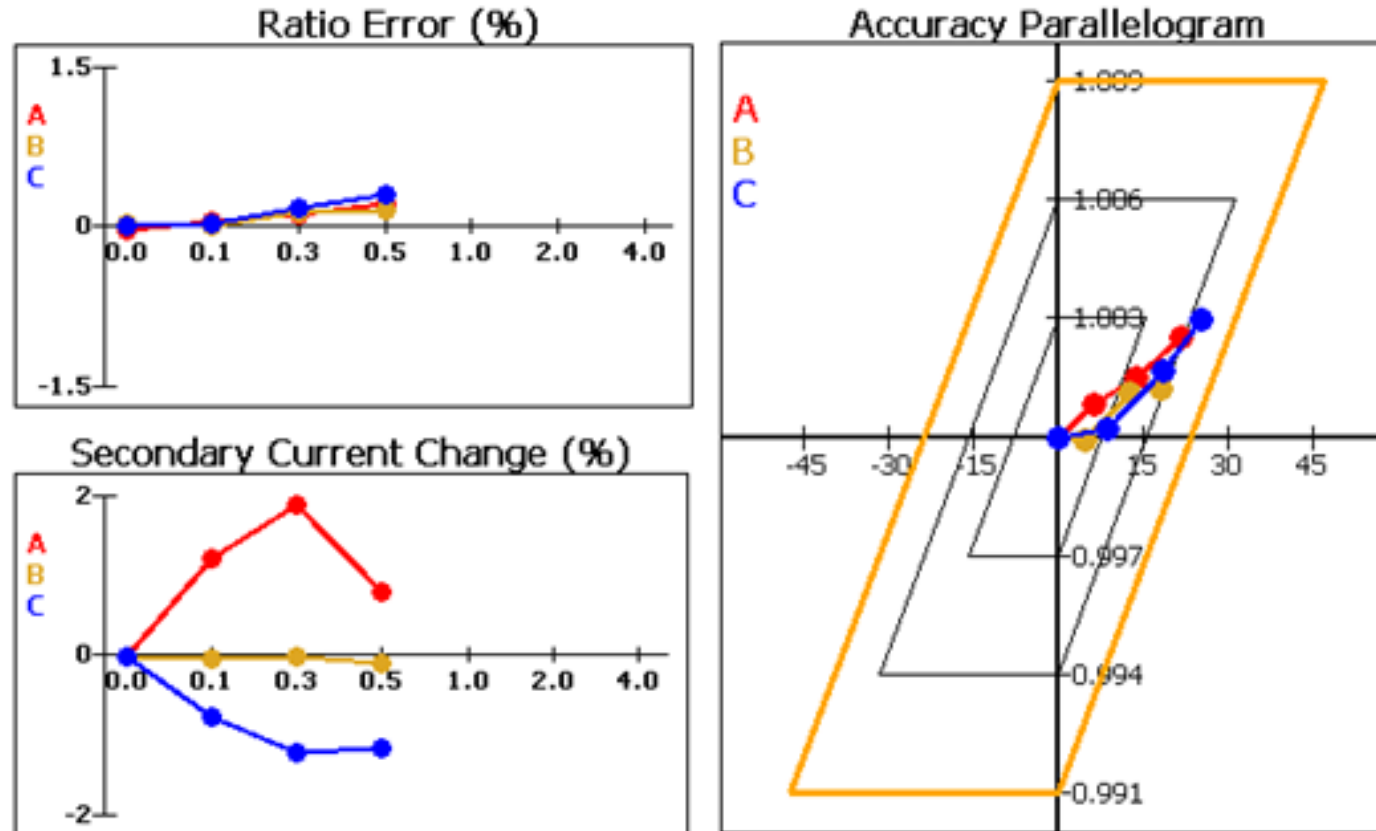 Ratio Error (%)
1.5
A
B
C
0
0.0 0.1 0.3 0.5 1.0 2.0 4.0
-1.5
Secondary Current Change (%)
2
A
B
C
0
0.0 0.1 0.3 0.5 1.0 2.0 4.0
-2
Accuracy Parallelogram
1.009
A
B
C
1.006
1.003
-45 -30 -15 15 30 45
0.997
0.994
0.991